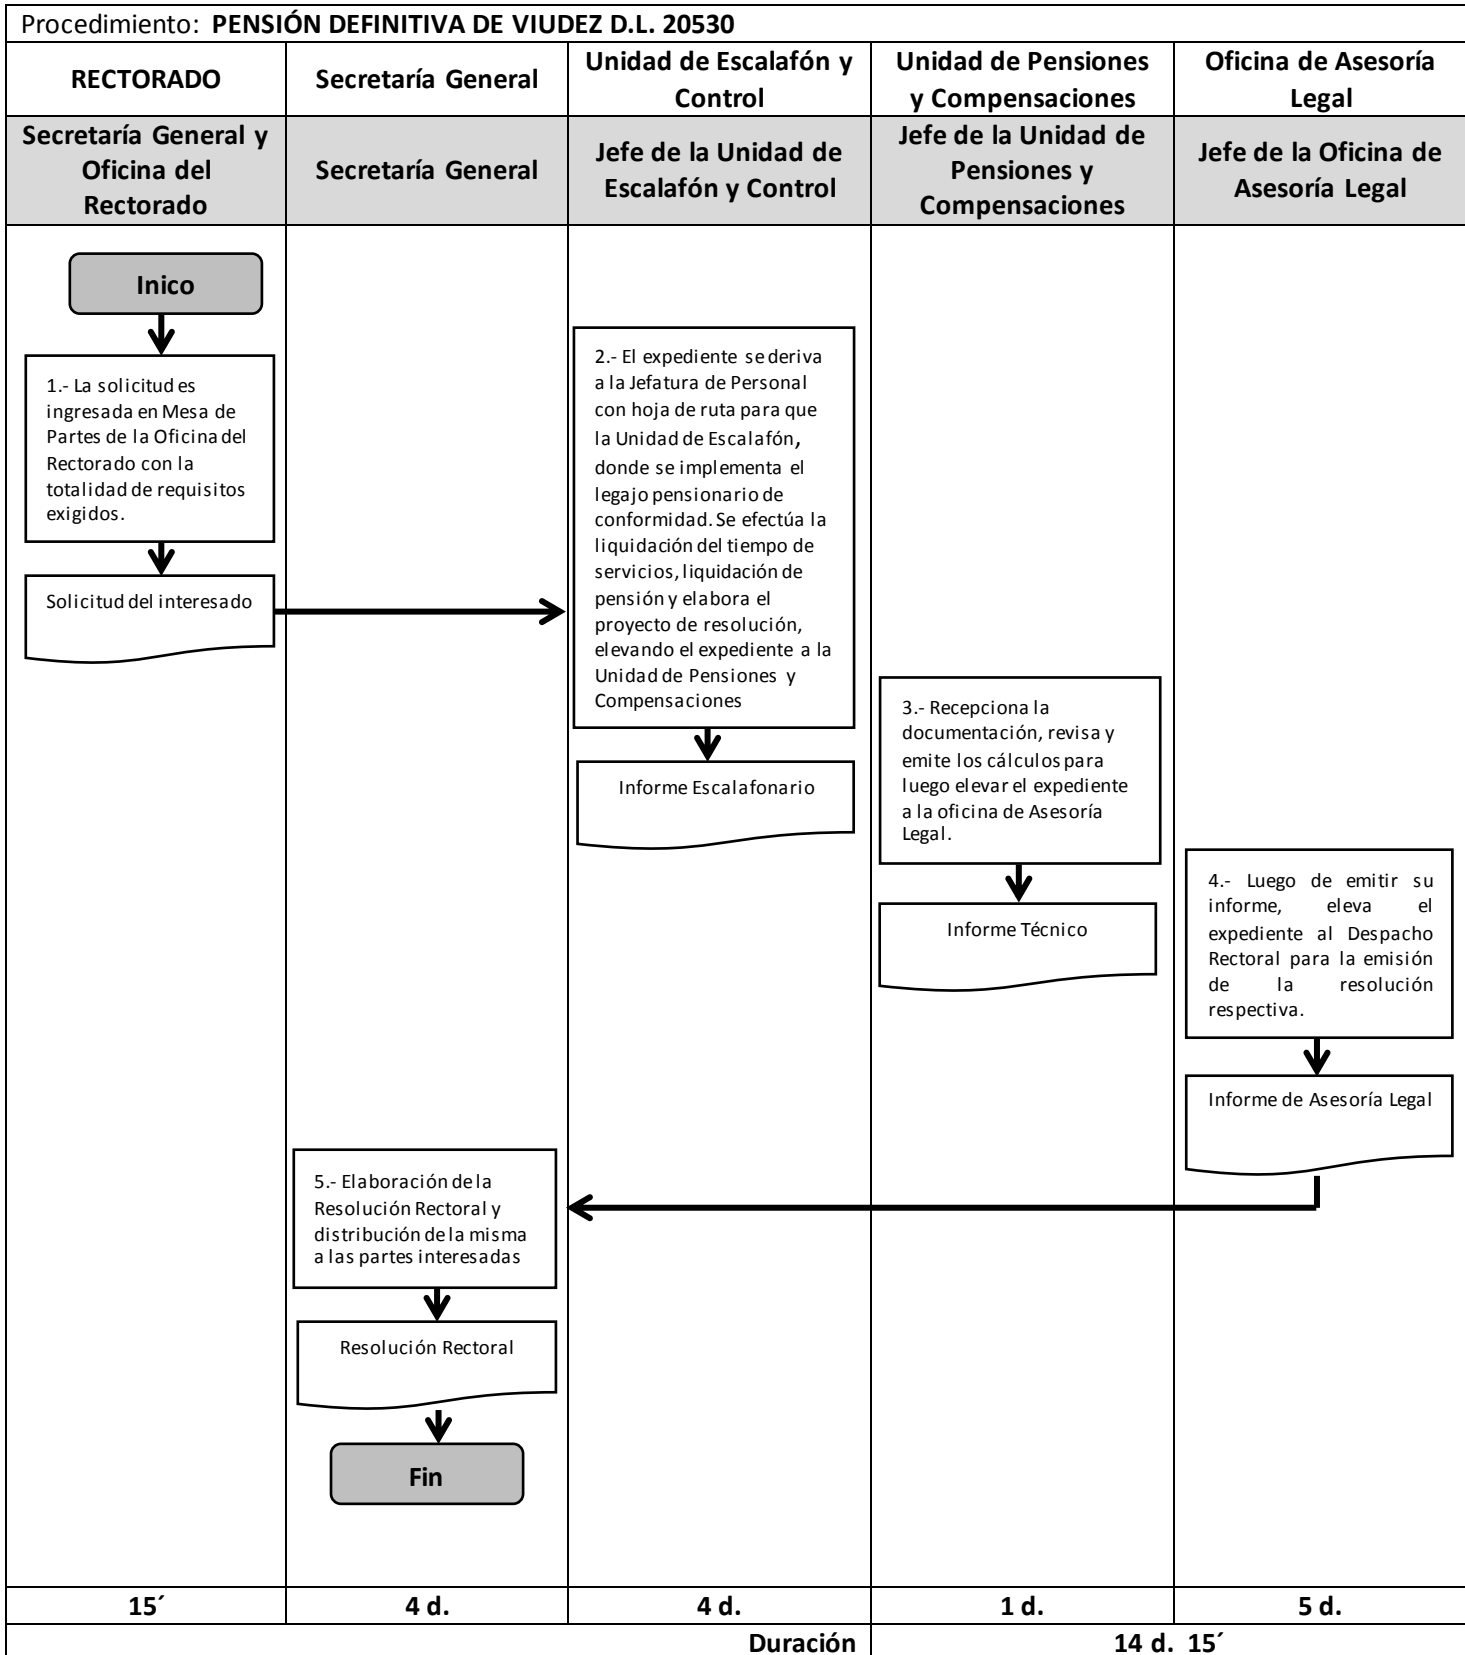 Procedimiento: PENSIÓN DEFINITIVA DE VIUDEZ D.L. 20530
RECTORADO
Secretaría General
Unidad de Escalafón y
Control
Unidad de Pensiones
y Compensaciones
Oficina de Asesoría
Legal
Secretaría General y
Oficina del
Rectorado
Secretaría General
Jefe de la Unidad de
Escalafón y Control
Jefe de la Unidad de
Pensiones y
Compensaciones
Jefe de la Oficina de
Asesoría Legal
Inico
1.- La solicitud es
ingresada en Mesa de
Partes de la Oficina del
Rectorado con la
totalidad de requisitos
exigidos.
Solicitud del interesado
2.- El expediente se deriva
a la Jefatura de Personal
con hoja de ruta para que
la Unidad de Escalafón,
donde se implementa el
legajo pensionario de
conformidad. Se efectúa la
liquidación del tiempo de
servicios, liquidación de
pensión y elabora el
proyecto de resolución,
elevando el expediente a la
Unidad de Pensiones y
Compensaciones
Informe Escalafonario
3.- Recepciona la
documentación, revisa y
emite los cálculos para
luego elevar el expediente
a la oficina de Asesoría
Legal.
Informe Técnico
4.- Luego de emitir su
informe, eleva el
expediente al Despacho
Rectoral para la emisión
de la resolución
respectiva.
Informe de Asesoría Legal
5.- Elaboración de la
Resolución Rectoral y
distribución de la misma
a las partes interesadas
Resolución Rectoral
Fin
15´
4 d.
4 d.
1 d.
5 d.
Duración
14 d. 15´